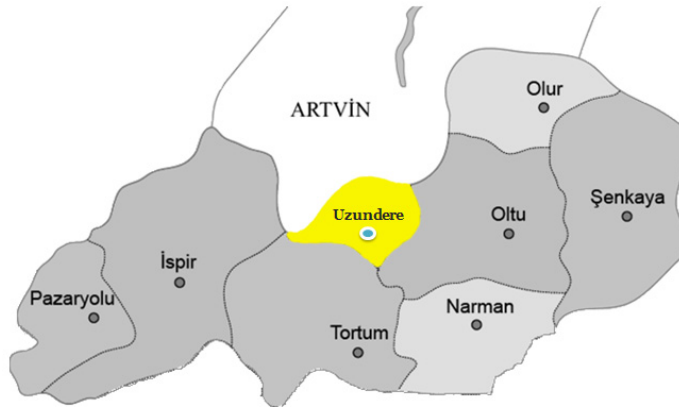 Olur
ARTVİN
Şenkaya
Uzundere
Oltu
İspir
Pazaryolu
Narman
Tortum